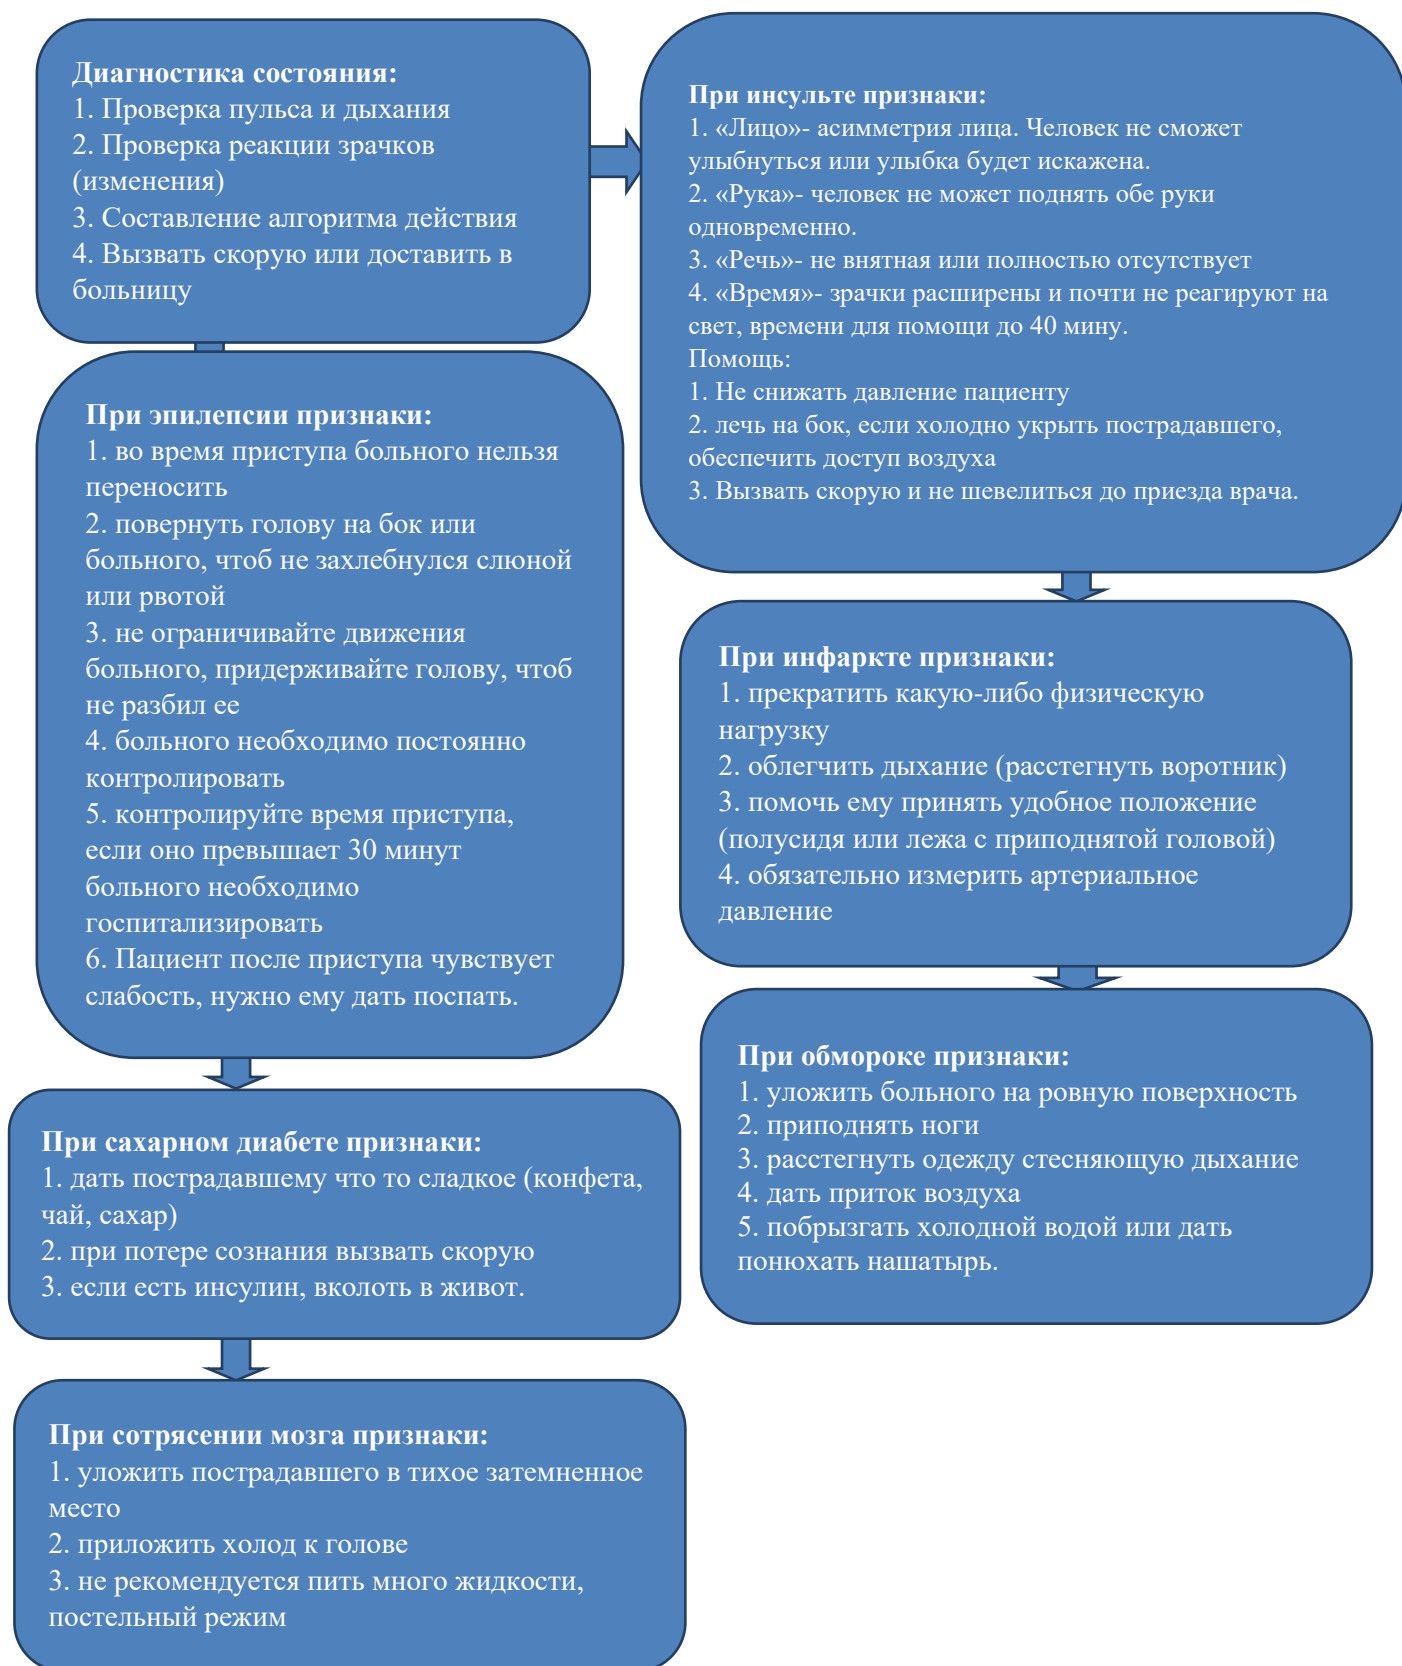 Диагностика состояния:
1. Проверка пульса и дыхания
2. Проверка реакции зрачков
(изменения)
3. Составление алгоритма действия
4. Вызвать скорую или доставить в
больницу
При инсульте признаки:
1. «Лицо»- асимметрия лица. Человек не сможет
улыбнуться или улыбка будет искажена.
2. «Рука»- человек не может поднять обе руки
одновременно.
3. «Речь»- не внятная или полностью отсутствует
4. «Время»- зрачки расширены и почти не реагируют на
свет, времени для помощи до 40 мину.
Помощь:
1. Не снижать давление пациенту
2. лечь на бок, если холодно укрыть пострадавшего,
обеспечить доступ воздуха
3. Вызвать скорую и не шевелиться до приезда врача.
При эпилепсии признаки:
1. во время приступа больного нельзя
переносить
2. повернуть голову на бок или
больного, чтоб не захлебнулся слюной
или рвотой
3. не ограничивайте движения
больного, придерживайте голову, чтоб
не разбил ее
4. больного необходимо постоянно
контролировать
5. контролируйте время приступа,
если оно превышает 30 минут
больного необходимо
госпитализировать
6. Пациент после приступа чувствует
слабость, нужно ему дать поспать.
При инфаркте признаки:
1. прекратить какую-либо физическую
нагрузку
2. облегчить дыхание (расстегнуть воротник)
3. помочь ему принять удобное положение
(полусидя или лежа с приподнятой головой)
4. обязательно измерить артериальное
давление
При обмороке признаки:
1. уложить больного на ровную поверхность
2. приподнять ноги
3. расстегнуть одежду стесняющую дыхание
4. дать приток воздуха
5. побрызгать холодной водой или дать
понюхать нашатырь.
При сахарном диабете признаки:
1. дать пострадавшему что то сладкое (конфета,
чай, сахар)
2. при потере сознания вызвать скорую
3. если есть инсулин, вколоть в живот.
При сотрясении мозга признаки:
1. уложить пострадавшего в тихое затемненное
место
2. приложить холод к голове
3. не рекомендуется пить много жидкости,
постельный режим